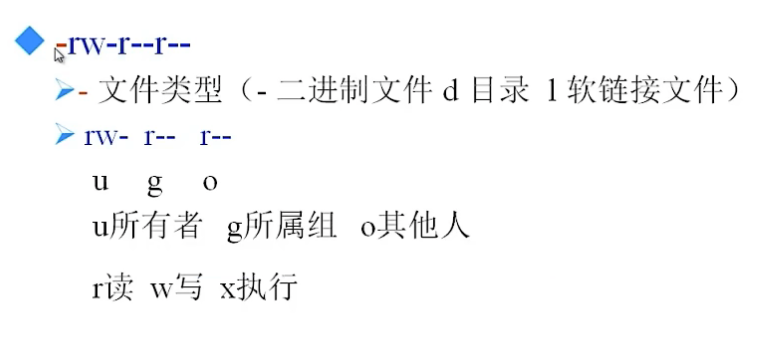 -rw-r--r--
- 文件类型（- 二进制文件 d 目录 l 软链接文件）
rw- r-- r--
u g o
u所有者 g所属组 o其他人
r读 w写 x执行